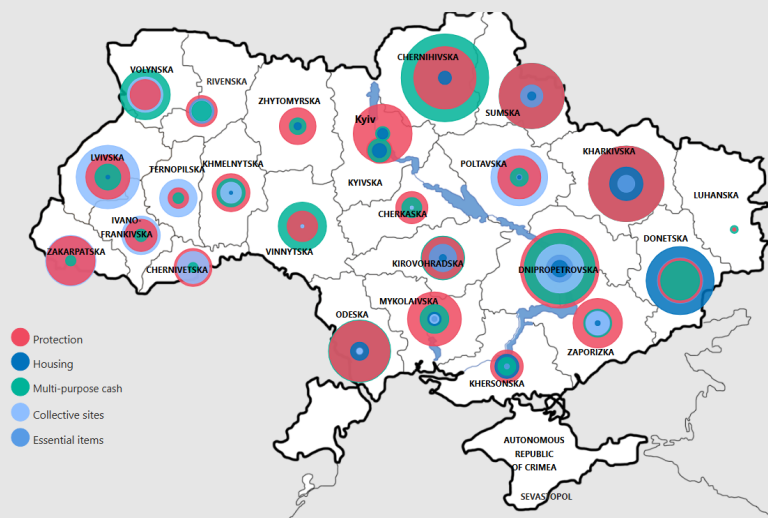 CHERNIHIVSKA
VOLYNSKA
RIVENSKA
ZHYTOMYRSKA
Kyiv
SUMSKA
LVIVSKA
TERNOPILSKA
KHMELNYTSKA
KYIVSKA
POLTAVSKA
KHARKIVSKA
LUHANSKA
IVANO-
FRANKIVSKA
CHERKASKA
ZAKARPATSKA
CHERNIVETSKA
VINNYTSKA
KIROVOHRADSKA
DNIPROPETROVSKA
DONETSKA
ODESKA
MYKOLAIVSKA
ZAPORIZKA
KHERSONSKA
Protection
Housing
Multi-purpose cash
Collective sites
Essential items
AUTONOMOUS
REPUBLIC
OF CRIMEA
SEVASTOPOL